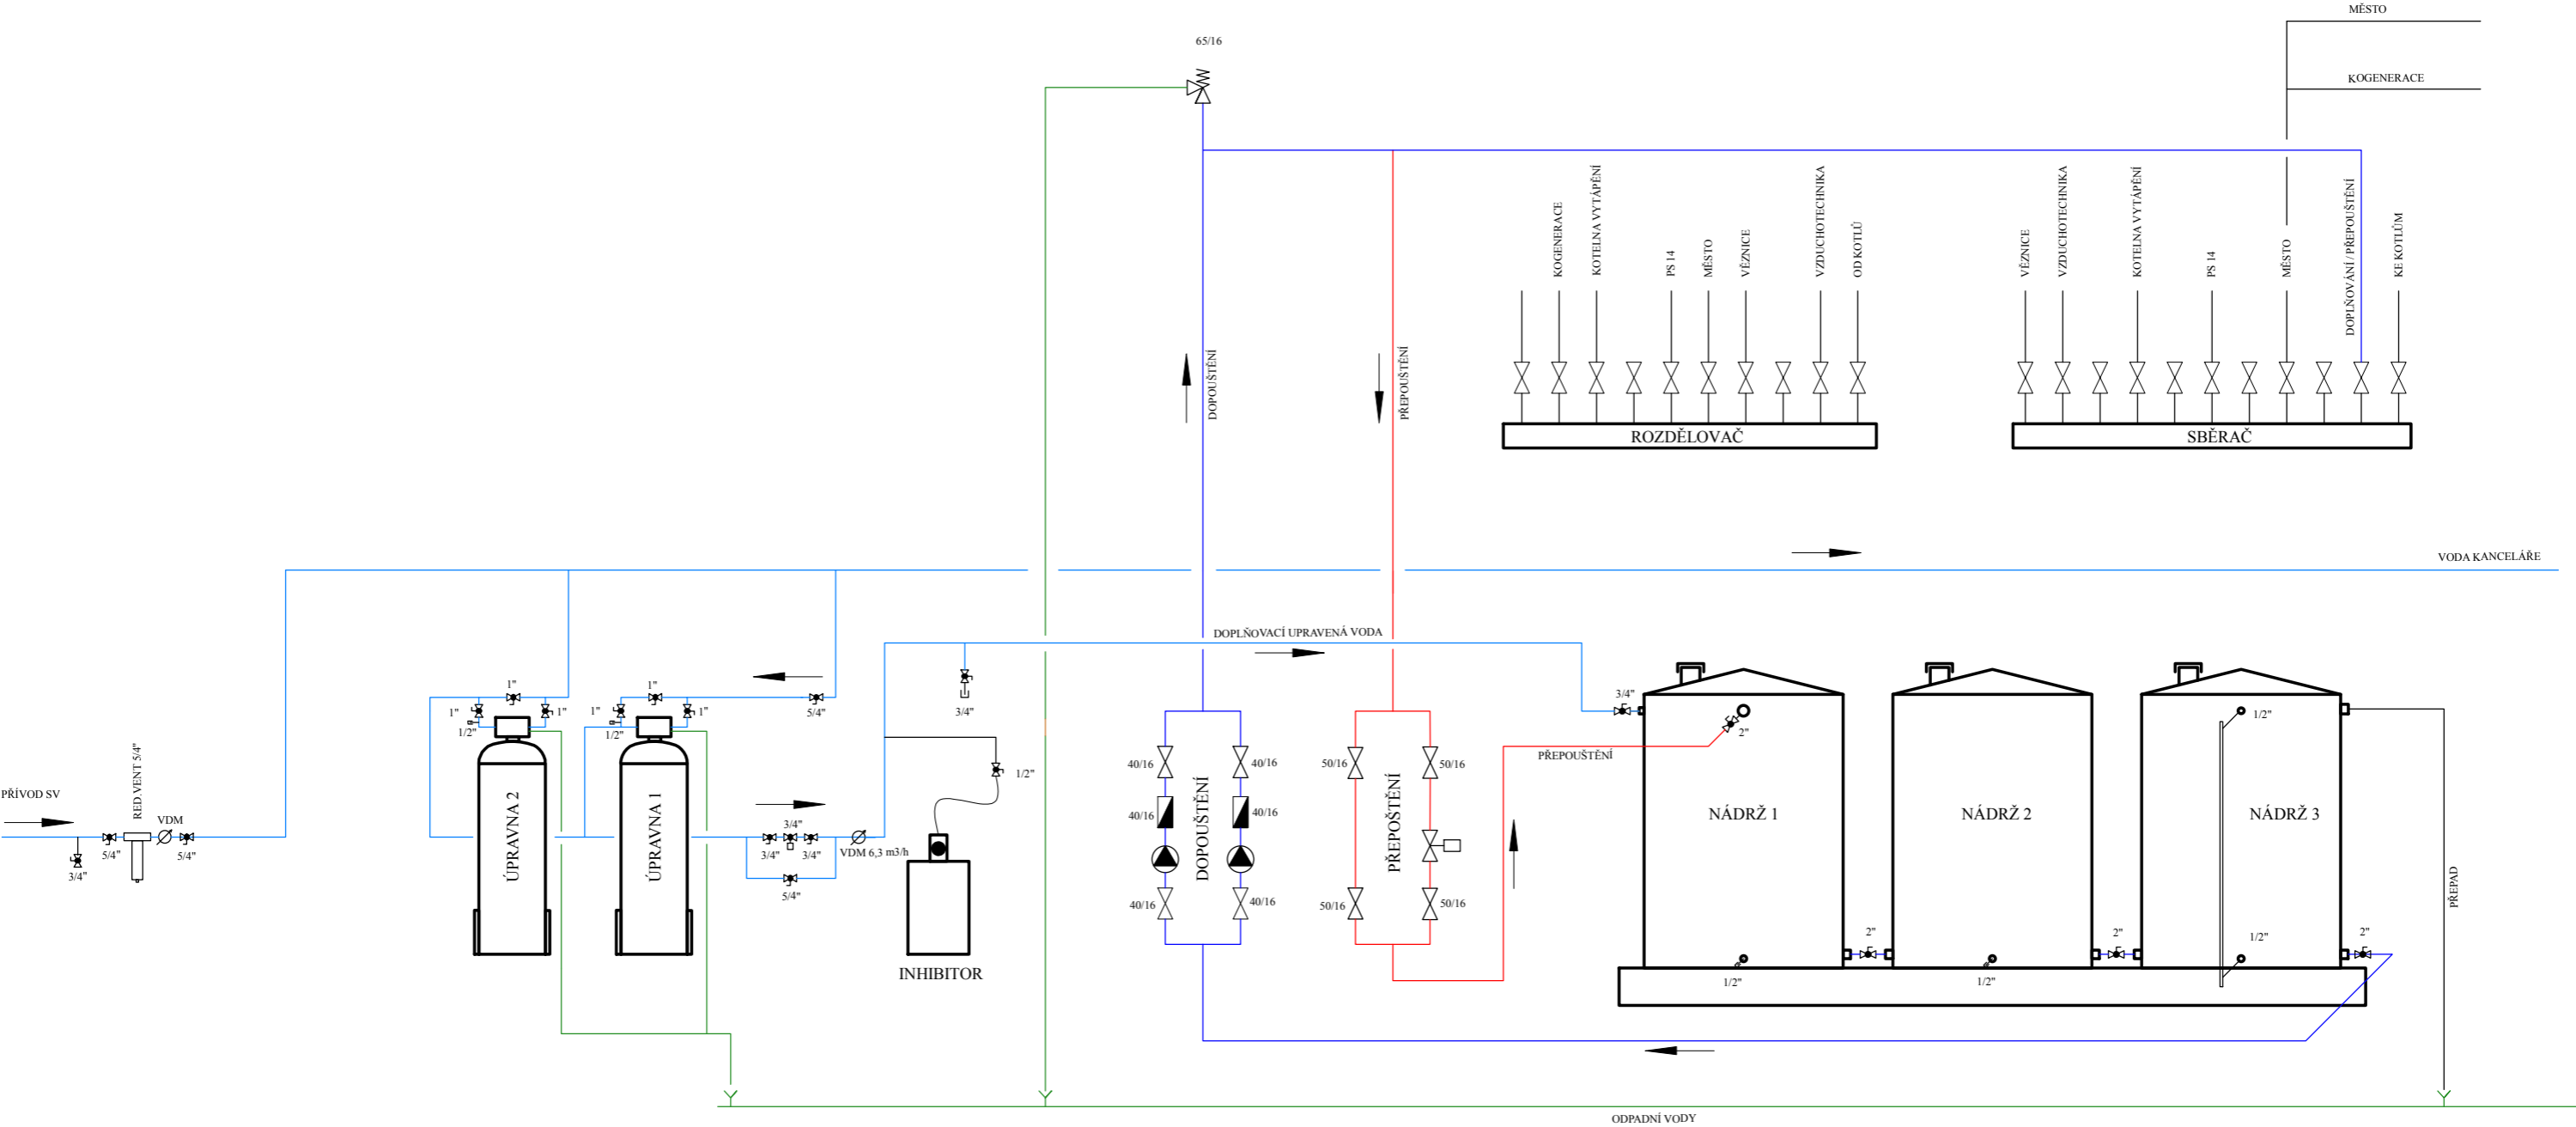 MĚSTO
65/16
KOGENERACE
KOGENERACE
KOTELNA VYTÁPĚNÍ
PS 14
MĚSTO
VĚZNICE
VZDUCHOTECHNIKA
OD KOTLŮ
VĚZNICE
VZDUCHOTECHNIKA
KOTELNA VYTÁPĚNÍ
PS 14
MĚSTO
DOPLŇOVÁNÍ / PŘEPOUŠTĚNÍ
KE KOTLŮM
DOPOUŠTĚNÍ
PŘEPOUŠTĚNÍ
ROZDĚLOVAČ
SBĚRAČ
VODA KANCELÁŘE
DOPLŇOVACÍ UPRAVENÁ VODA
1"
1"
1"
1"
1/2"
1"
1"
1/2"
5/4"
3/4"
3/4"
2"
1/2"
PŘEPOUŠTĚNÍ
PŘÍVOD SV
RED.VENT 5/4"
VDM
5/4"
5/4"
3/4"
ÚPRAVNA 2
ÚPRAVNA 1
3/4"
3/4"
3/4"
VDM 6,3 m3/h
5/4"
1/2"
INHIBITOR
40/16
40/16
40/16
40/16
40/16
40/16
DOPOUŠTĚNÍ
50/16
50/16
50/16
50/16
PŘEPOŠTĚNÍ
NÁDRŽ 1
NÁDRŽ 2
NÁDRŽ 3
2"
2"
1/2"
2"
1/2"
1/2"
PŘEPAD
ODPADNÍ VODY